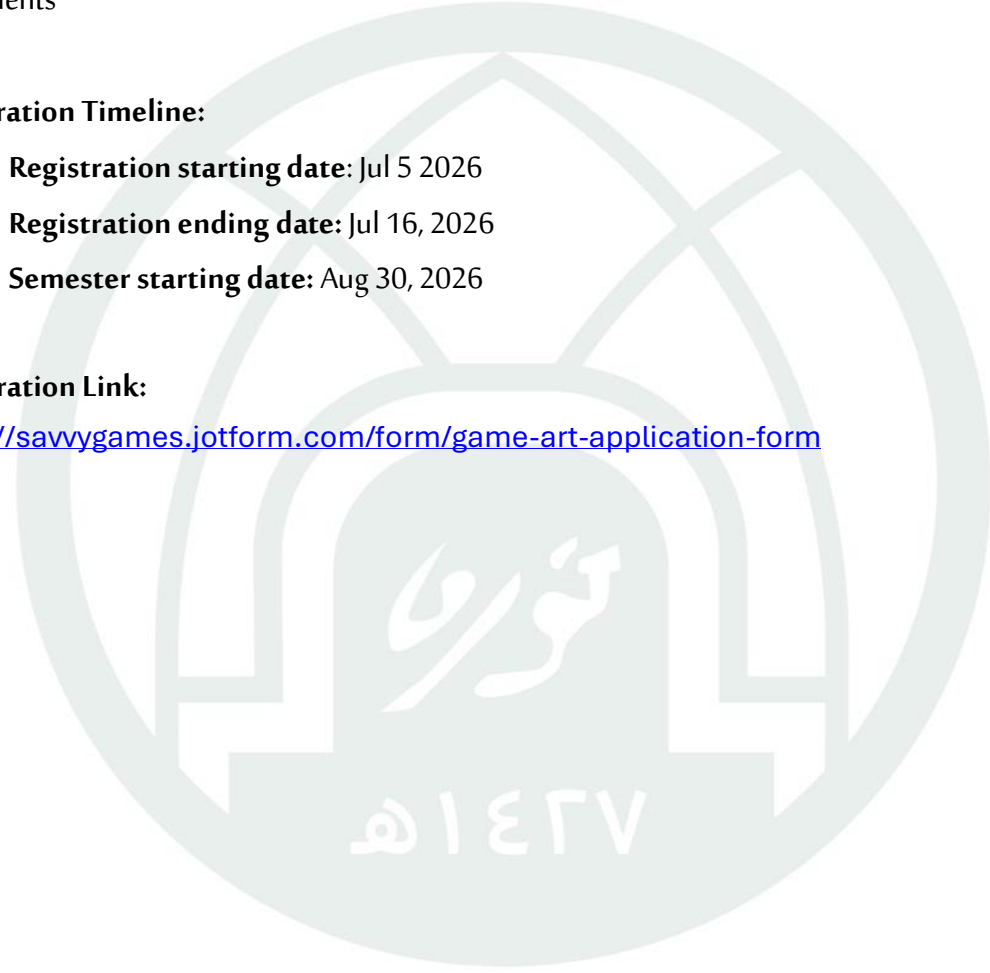 ents
ration Timeline:
Registration starting date: Jul 5 2026
Registration ending date: Jul 16, 2026
Semester starting date: Aug 30, 2026
ration Link:
//savvygames.jotform.com/form/game-art-application-form
نورة
١٤٢٧هـ